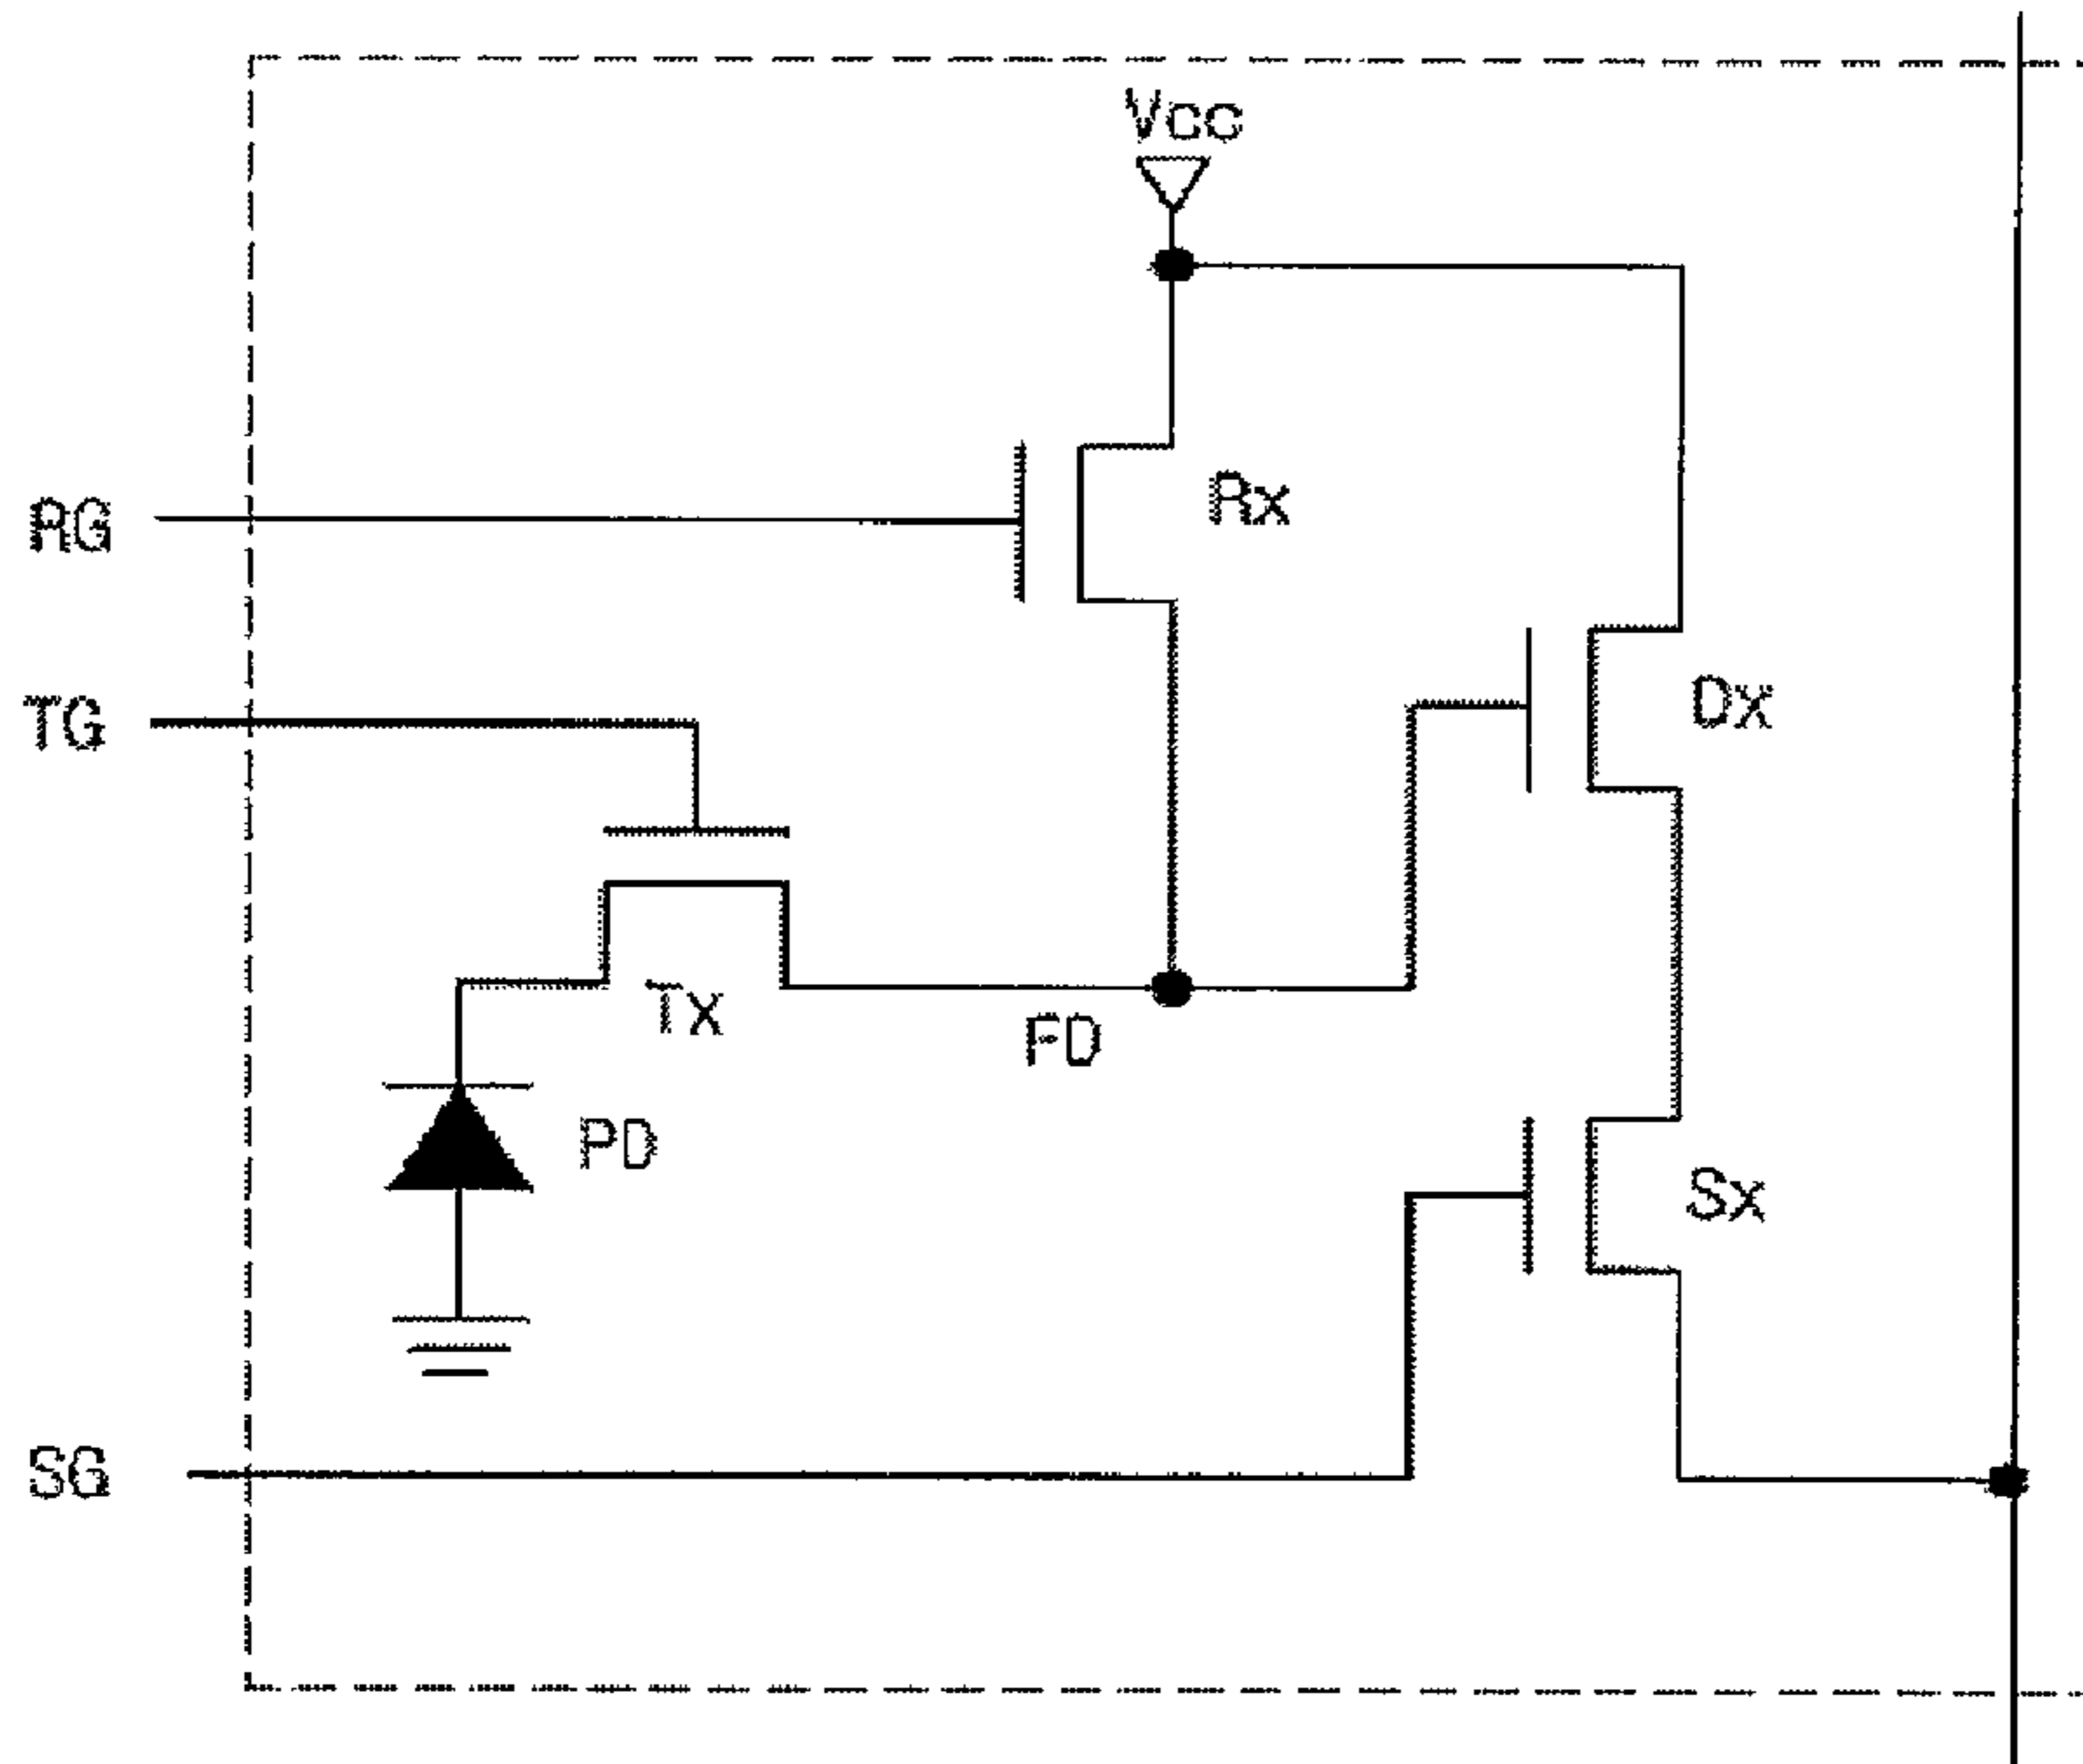 Vcc
RG
Rx
TG
Dx
Tx
FD
PD
Sx
SG